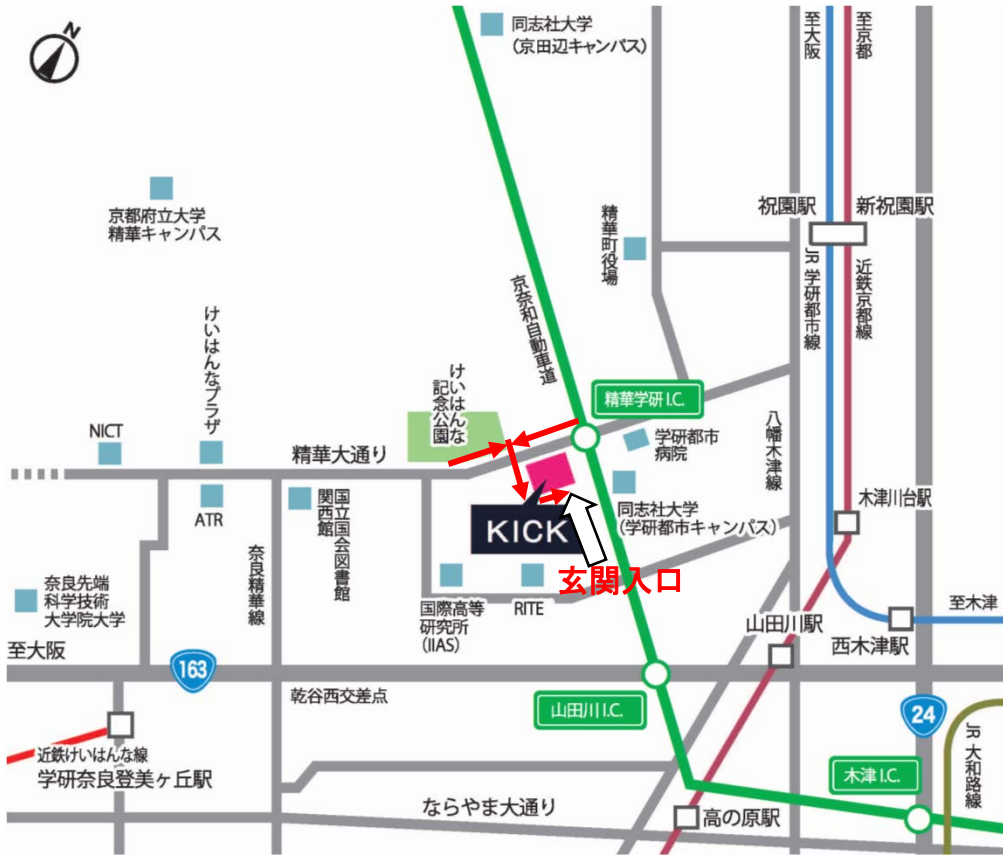 N
同志社大学
(京田辺キャンパス)
至大阪
至京都
京都府立大学
精華キャンパス
精華町役場
祝園駅
新祝園駅
JR 学研都市線
近鉄京都線
京奈和自動車道
けいはんなプラザ
けいはんな
記念公園
精華学研 I.C.
NICT
精華大通り
学研都市
病院
八幡木津線
ATR
国立国会図書館
関西館
KICK
同志社大学
(学研都市キャンパス)
木津川台駅
奈良精華線
玄関入口
奈良先端
科学技術
大学院大学
国際高等
研究所
(IIAS)
RITE
山田川駅
西木津駅
至木津
至大阪
163
乾谷西交差点
山田川 I.C.
24
近鉄けいはんな線
学研奈良登美ヶ丘駅
JR 大和路線
木津 I.C.
ならやま大通り
高の原駅